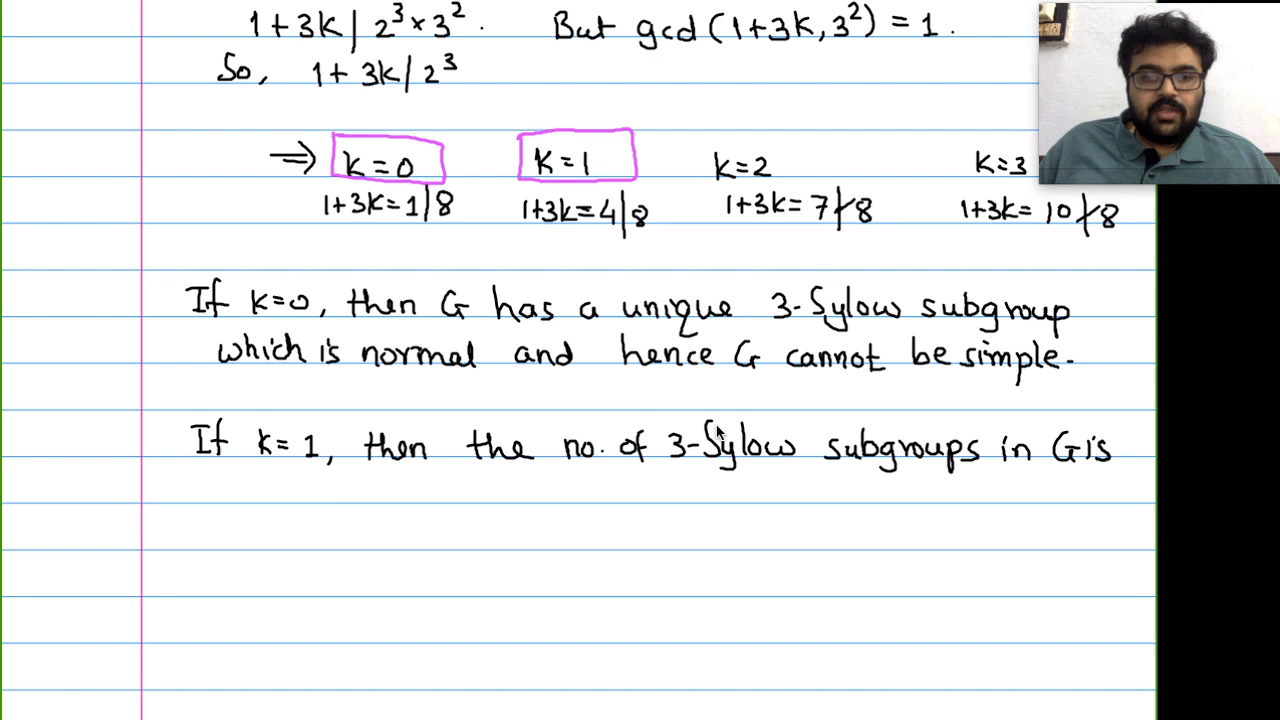 1+3k | 2³×3². But gcd (1+3k, 3²) = 1.
So, 1+3k | 2³
⇒ k=0 k=1 k=2 k=3
1+3k=1|8 1+3k=4|8 1+3k=7∤8 1+3k=10∤8
If k=0, then G has a unique 3-Sylow subgroup
which is normal and hence G cannot be simple.
If k=1, then the no. of 3-Sylow subgroups in G is